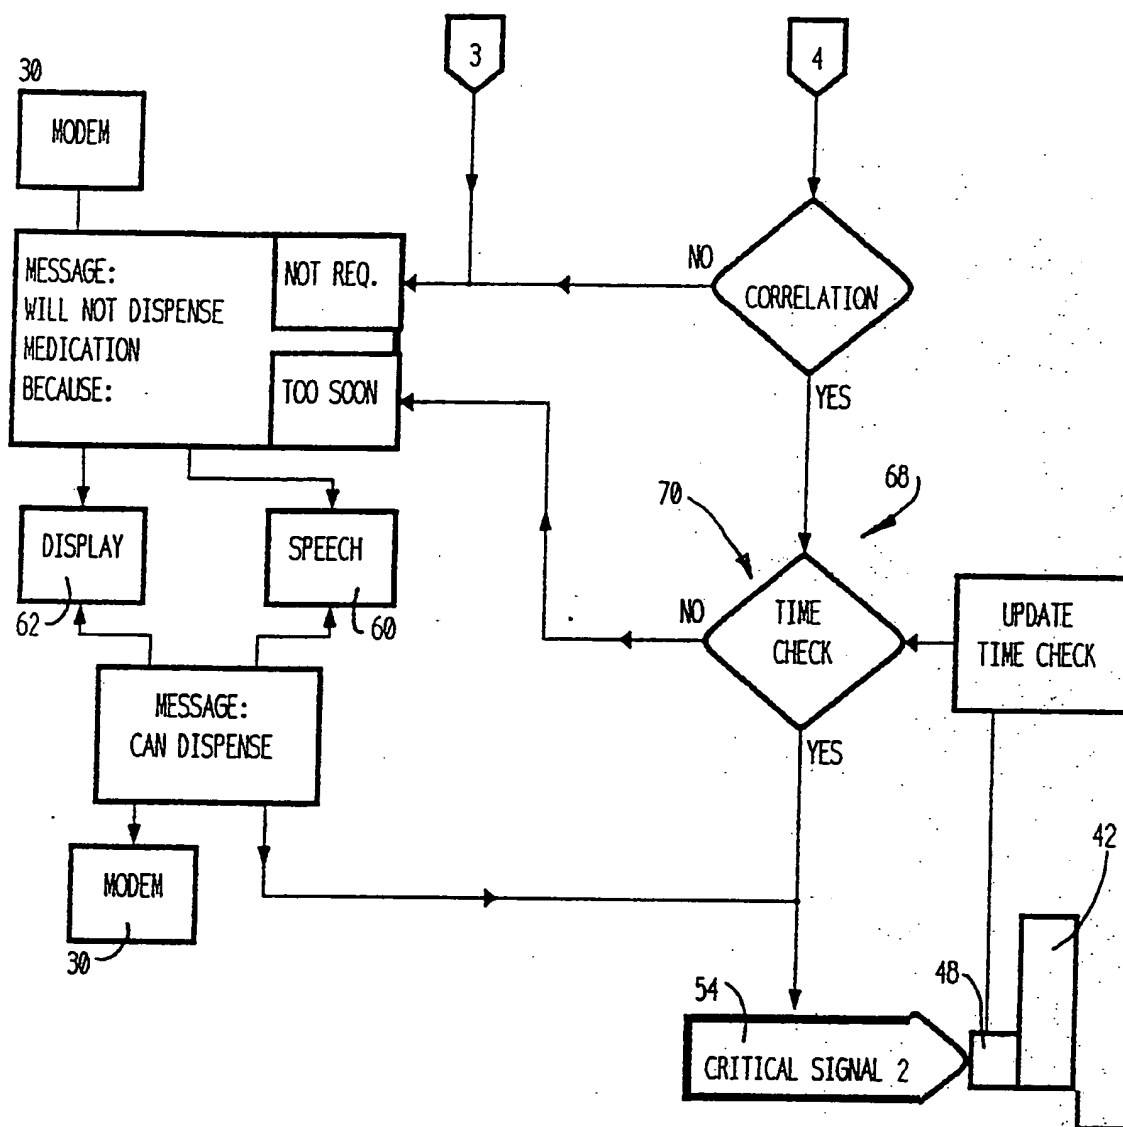 3
4
30
MODEM
MESSAGE:
WILL NOT DISPENSE
MEDICATION
BECAUSE:
NOT REQ.
TOO SOON
NO
CORRELATION
YES
68
70
DISPLAY
62
SPEECH
60
NO
TIME
CHECK
YES
UPDATE
TIME CHECK
MESSAGE:
CAN DISPENSE
MODEM
30
42
48
54
CRITICAL SIGNAL 2